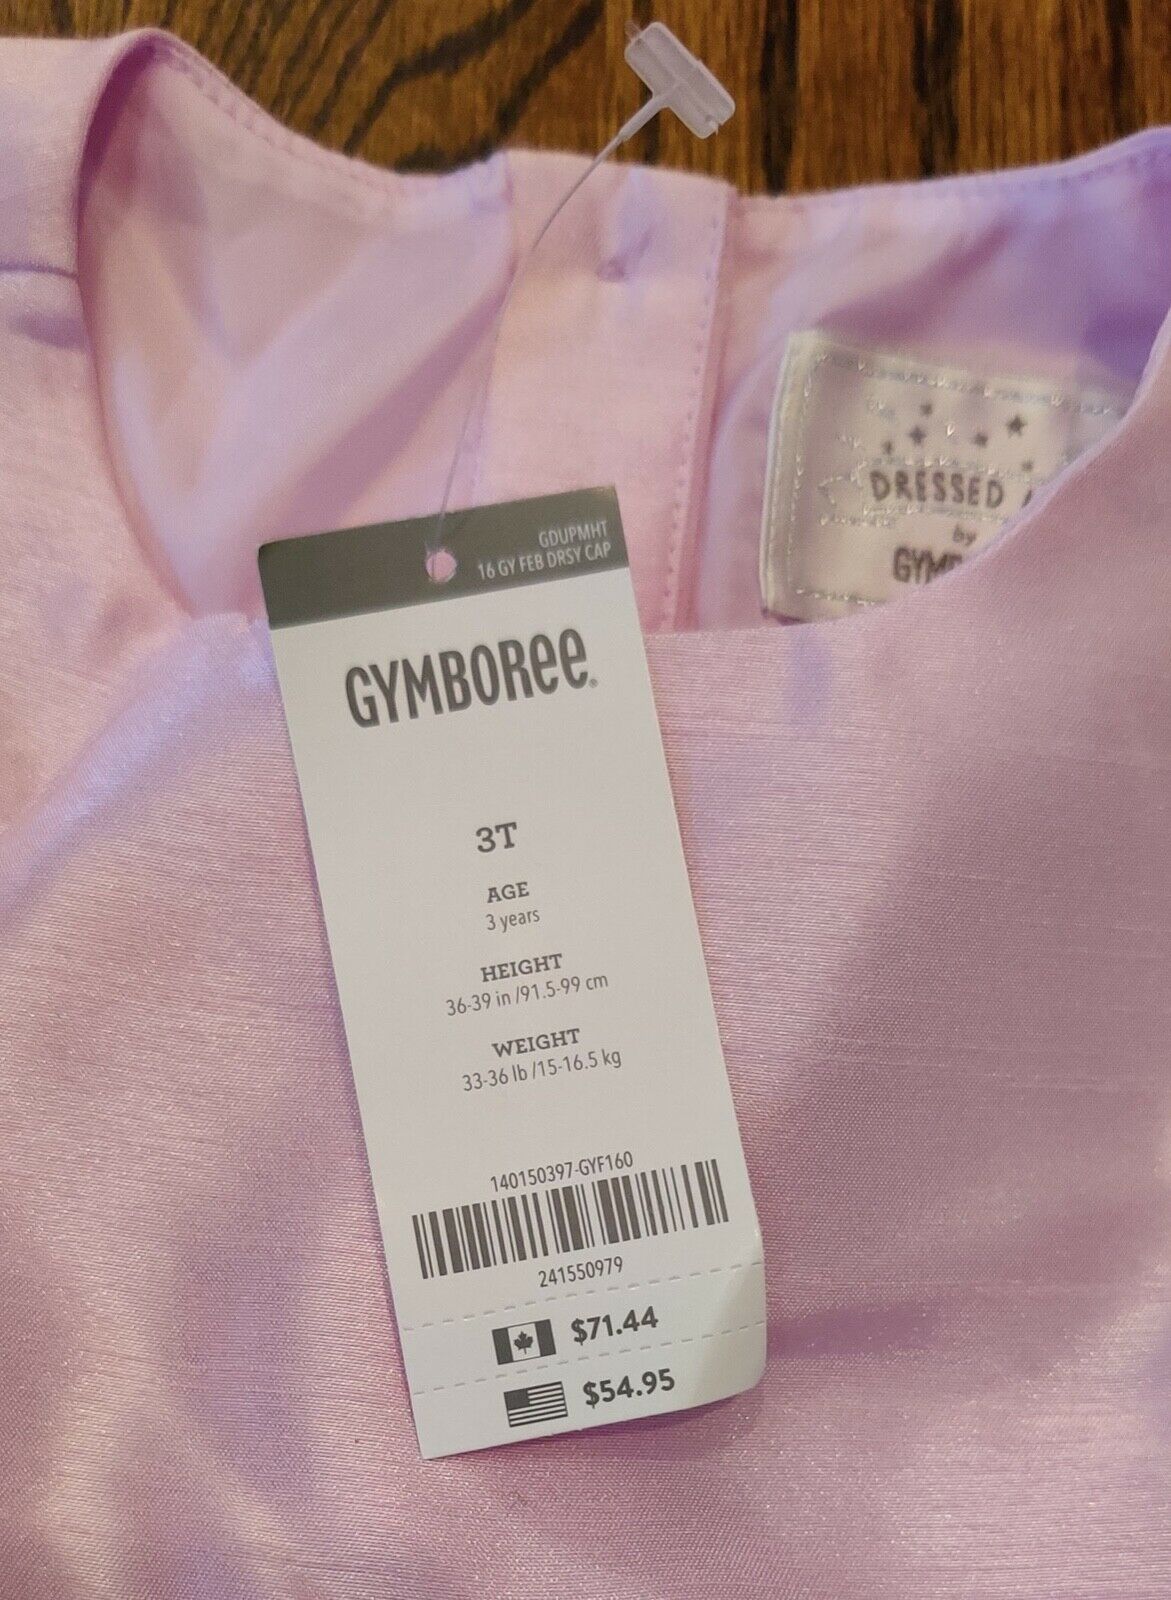 DRESSED
by
GDUPMHT
16 GY FEB DRSY CAP
GYMBOREE
3T
AGE
3 years
HEIGHT
36-39 in /91.5-99 cm
WEIGHT
33-36 lb /15-16.5 kg
140150397-GYF160
241550979
$71.44
$54.95